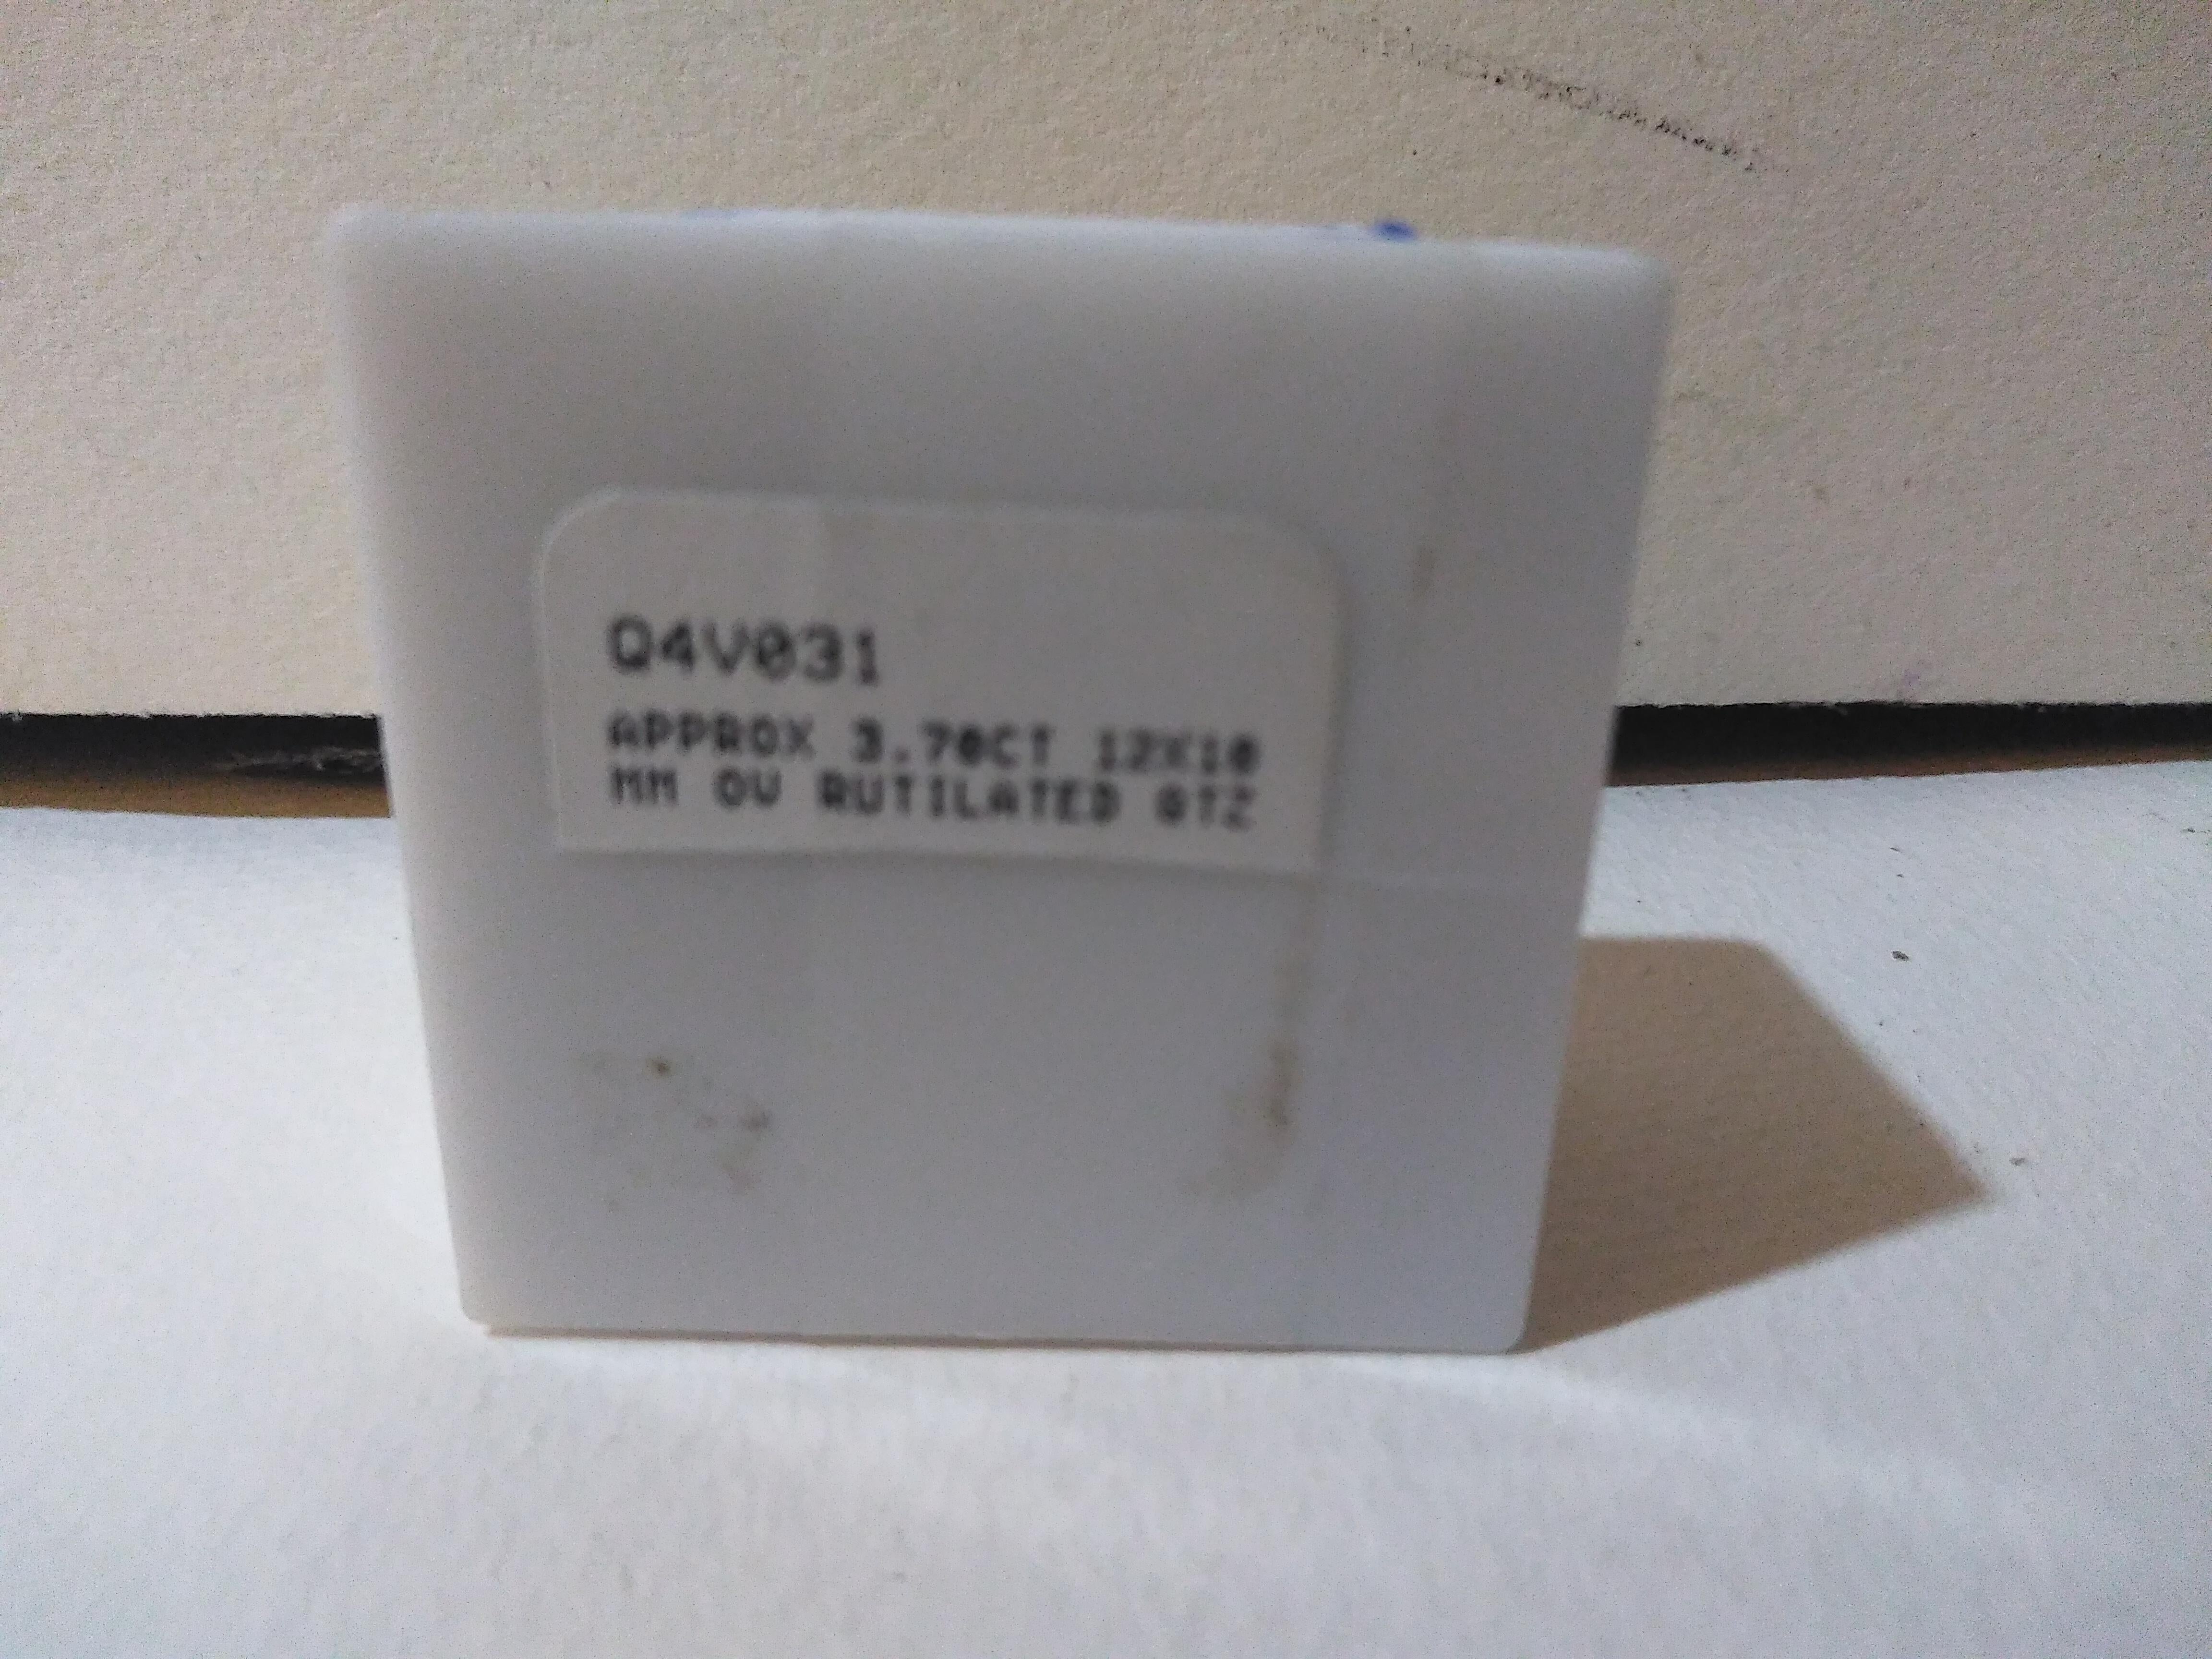 Q4V031
APPROX 3.70CT 12X10
MM OV RUTILATED QTZ